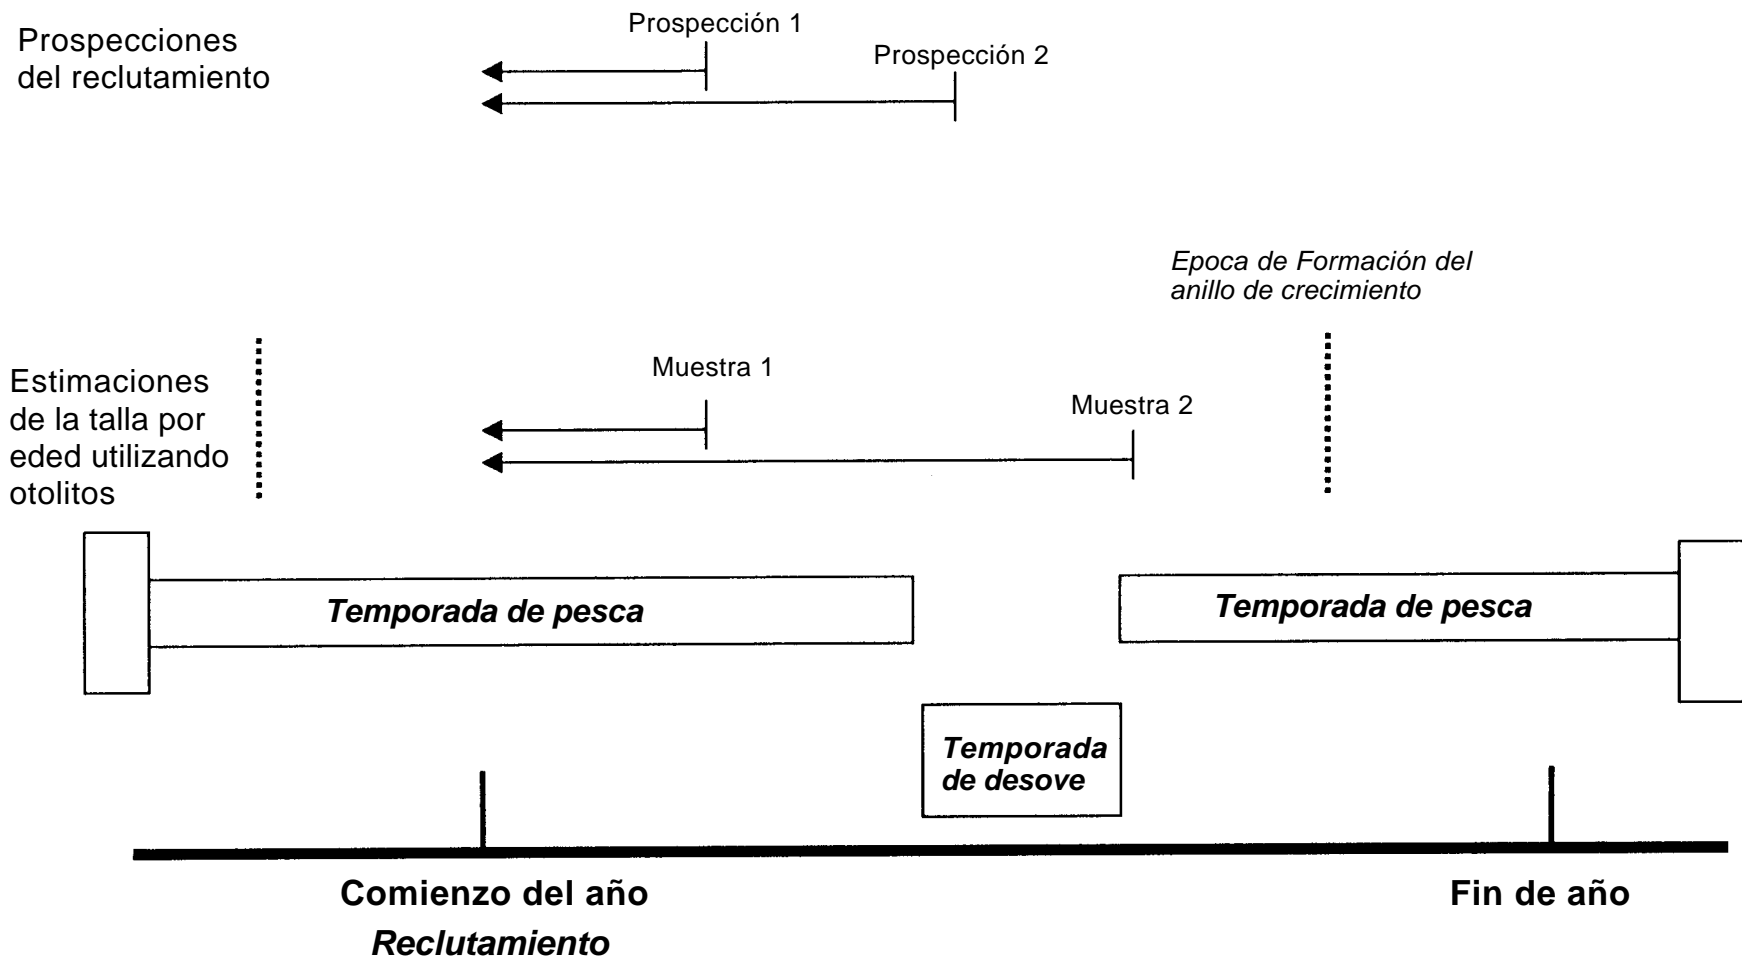 Prospecciones
del reclutamiento
Prospección 1
Prospección 2
Epoca de Formación del
anillo de crecimiento
Estimaciones
de la talla por
eded utilizando
otolitos
Muestra 1
Muestra 2
Temporada de pesca
Temporada de pesca
Temporada
de desove
Comienzo del año
Reclutamiento
Fin de año